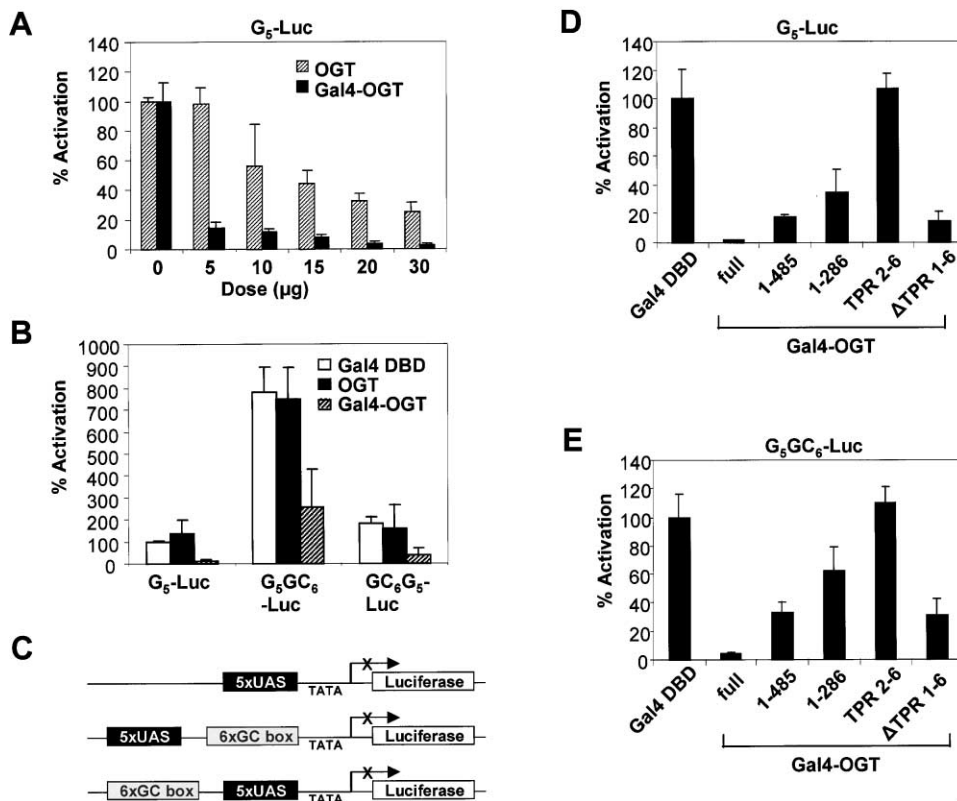 A
G5-Luc
% Activation
140
120
100
80
60
40
20
0
OGT
Gal4-OGT
0 5 10 15 20 30
Dose (µg)
B
% Activation
1000
900
800
700
600
500
400
300
200
100
0
Gal4 DBD
OGT
Gal4-OGT
G5-Luc
G5GC6
-Luc
GC6G5-
Luc
C
5xUAS TATA X Luciferase
5xUAS 6xGC box TATA X Luciferase
6xGC box 5xUAS TATA X Luciferase
D
G5-Luc
% Activation
140
120
100
80
60
40
20
0
Gal4 DBD
full
1-485
1-286
TPR 2-6
ΔTPR 1-6
Gal4-OGT
E
G5GC6-Luc
% Activation
140
120
100
80
60
40
20
0
Gal4 DBD
full
1-485
1-286
TPR 2-6
ΔTPR 1-6
Gal4-OGT